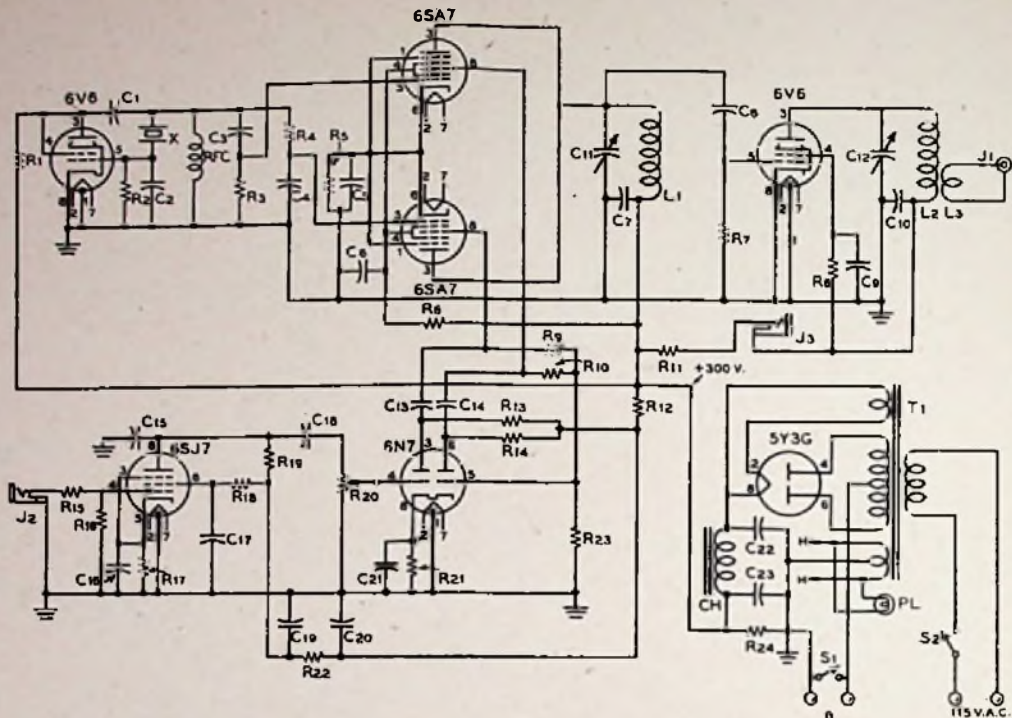 6SA7
6V6
C1
X
C2
R1
R2
RFC
C3
R3
R4
R5
6SA7
C11
C7
L1
C6
R7
6V6
C12
C10
L2 L3
J1
R8
C9
C6
R6
R9
R10
R11
J3
+300 V.
R12
C13
C14
R13
R14
T1
5Y3G
C15
6SJ7
R19
C18
R20
6N7
R15
J2
R16
R18
C17
C16
R17
C21
R21
R23
C22
C23
CH
PL
H
H
R24
S1
S2
C19
C20
R22
115 V.A.C.